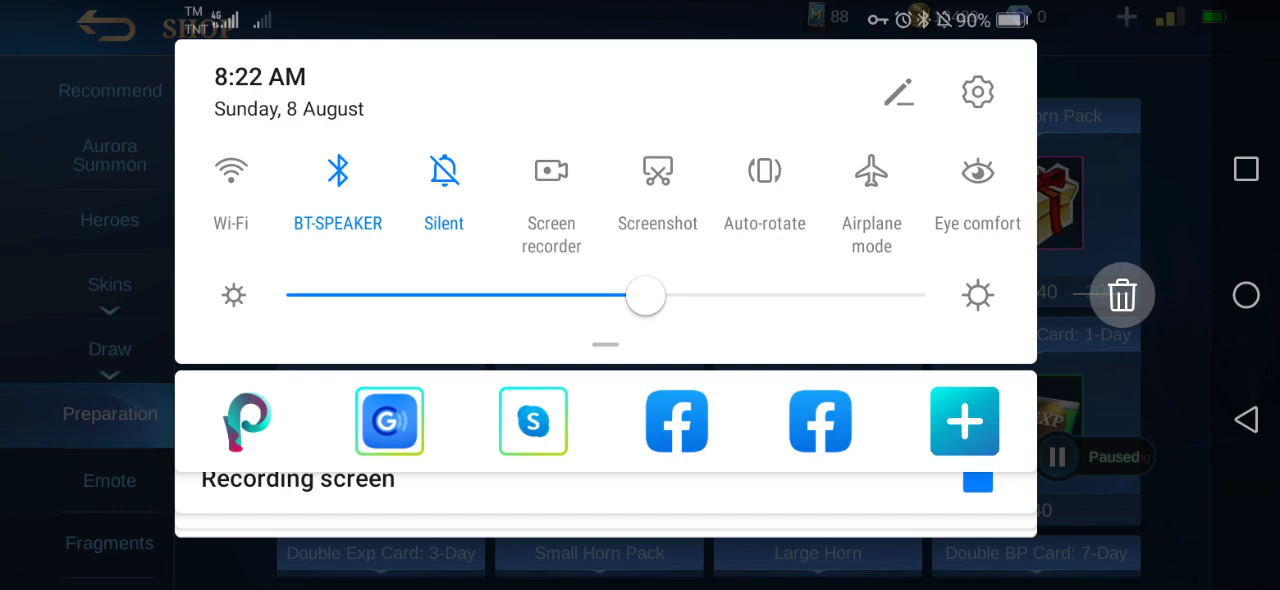 TM
TNT
4G
SHOP
88
90%
0
8:22 AM
Sunday, 8 August
Wi-Fi
BT-SPEAKER
Silent
Screen
recorder
Screenshot
Auto-rotate
Airplane
mode
Eye comfort
Recommend
Aurora
Summon
Heroes
Skins
Draw
Preparation
Emote
Fragments
orn Pack
40
Card: 1-Day
EXP
G
S
Paused
Recording screen
40
Double Exp Card: 3-Day
Small Horn Pack
Large Horn
Double BP Card: 7-Day